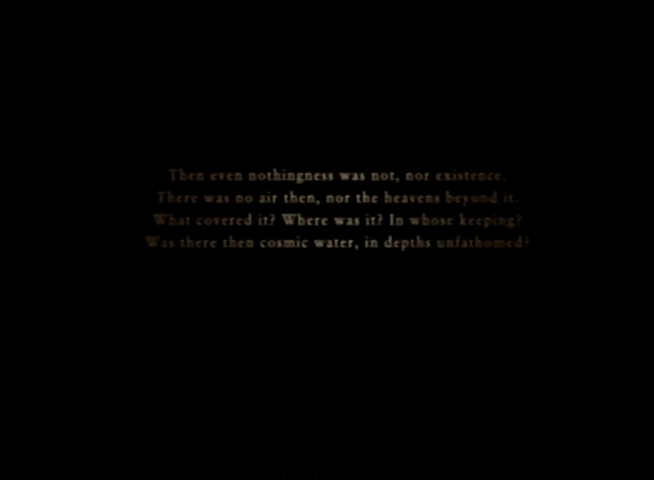 Then even nothingness was not, nor existence.
There was no air then, nor the heavens beyond it.
What covered it? Where was it? In whose keeping?
Was there then cosmic water, in depths unfathomed?